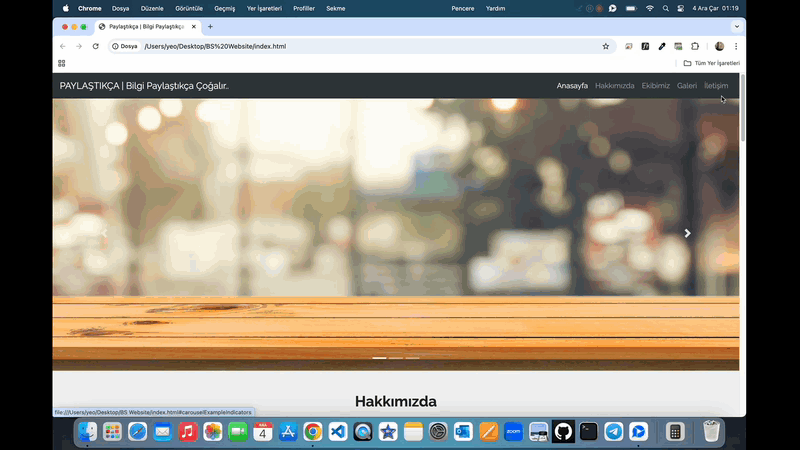 Chrome Dosya Düzenle Görüntüle Geçmiş Yer İşaretleri Profiller Sekme Pencere Yardım 4 Ara Çar 01:19
Paylaştıkça | Bilgi Paylaştıkça
Dosya /Users/yeo/Desktop/BS%20Website/index.html
Tüm Yer İşaretleri
PAYLAŞTIKÇA | Bilgi Paylaştıkça Çoğalır.. Anasayfa Hakkımızda Ekibimiz Galeri İletişim
Hakkımızda
file:///Users/yeo/Desktop/BS Website/index.html#carouselExampleIndicators
4
zoom